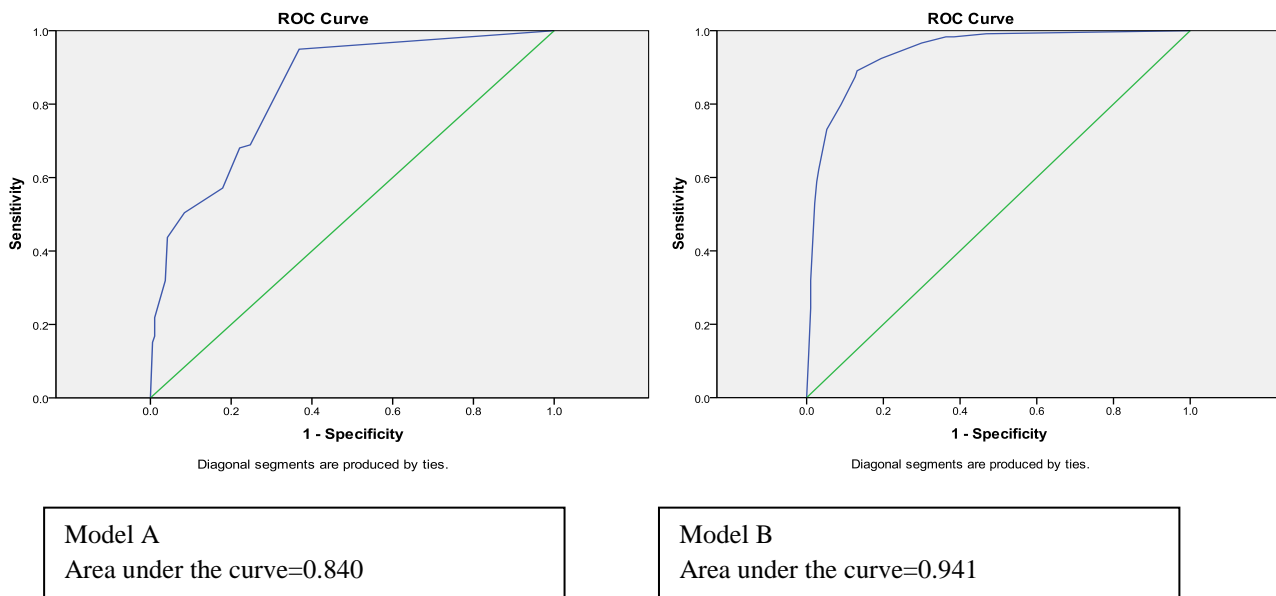 ROC Curve
1.0
0.8
0.6
0.4
0.2
0.0
Sensitivity
0.0 0.2 0.4 0.6 0.8 1.0
1 - Specificity
Diagonal segments are produced by ties.
Model A
Area under the curve=0.840
ROC Curve
1.0
0.8
0.6
0.4
0.2
0.0
Sensitivity
0.0 0.2 0.4 0.6 0.8 1.0
1 - Specificity
Diagonal segments are produced by ties.
Model B
Area under the curve=0.941